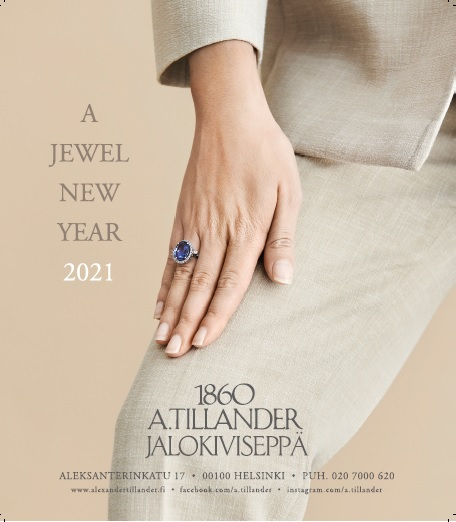 A
JEWEL
NEW
YEAR
2021
1860
A.TILLANDER
JALOKIVISEPPÄ
ALEKSANTERINKATU 17 • 00100 HELSINKI • PUH. 020 7000 620
www.alexandertillander.fi • facebook.com/a.tillander • instagram.com/a.tillander